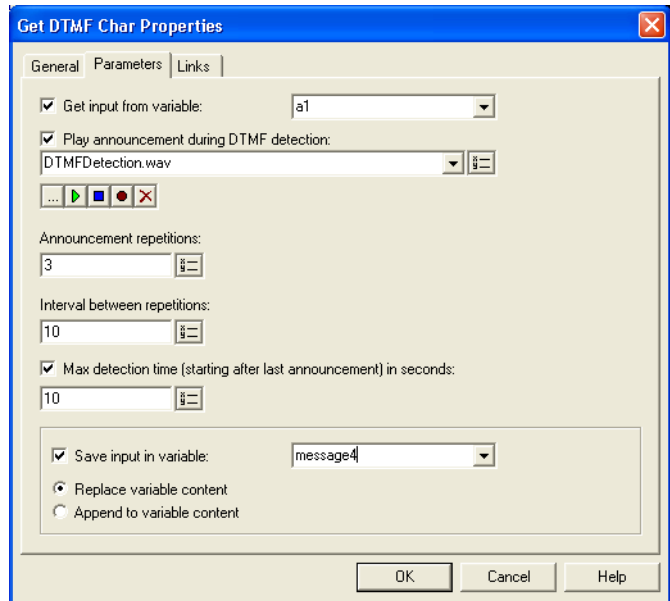 Get DTMF Char Properties
General Parameters Links
Get input from variable: a1
Play announcement during DTMF detection:
DTMFDetection.wav
...
Announcement repetitions:
3
Interval between repetitions:
10
Max detection time (starting after last announcement) in seconds:
10
Save input in variable: message4
Replace variable content
Append to variable content
OK Cancel Help